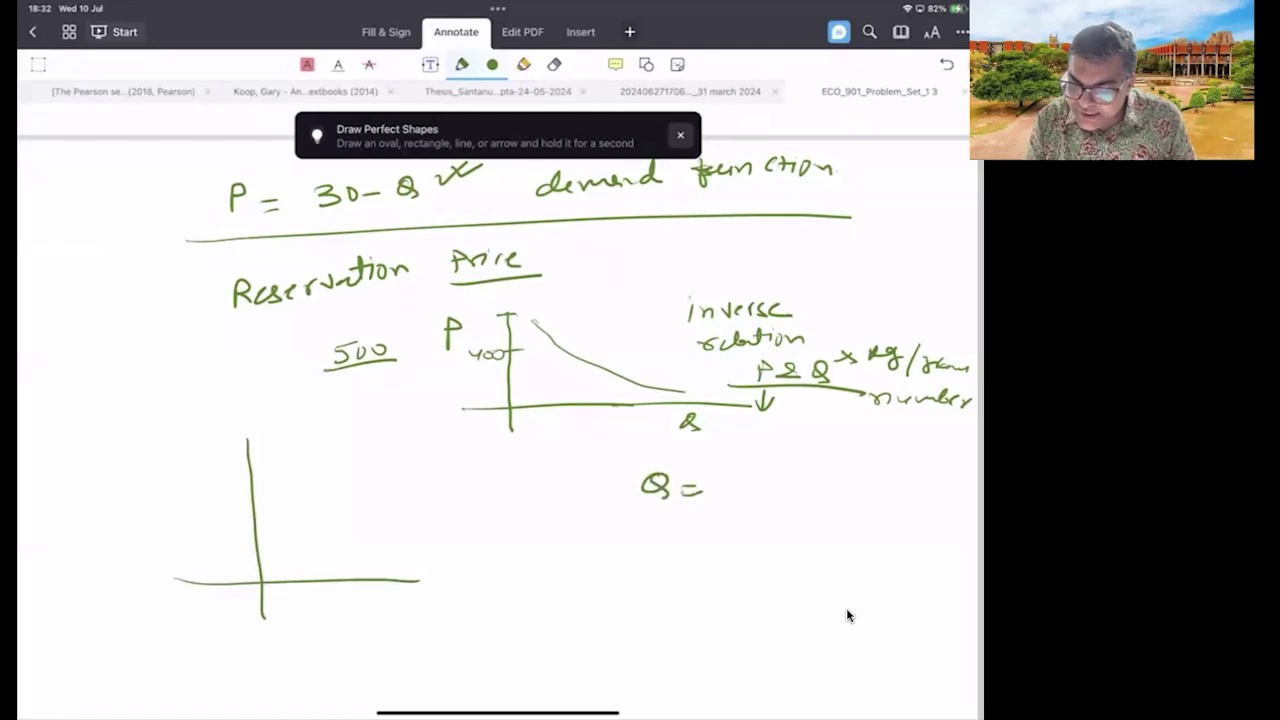 18:32 Wed 10 Jul
82%
Start
Fill & Sign
Annotate
Edit PDF
Insert
[The Pearson se...(2018, Pearson)
Koop, Gary - An...extbooks (2014)
Thesis_Santanu...pta-24-05-2024
202406271706..._31 march 2024
ECO_901_Problem_Set_1 3
Draw Perfect Shapes
Draw an oval, rectangle, line, or arrow and hold it for a second
P = 30 - Q demand function
Reservation Price
500
P
400
Q
inverse
relation
P & Q
number
Q =